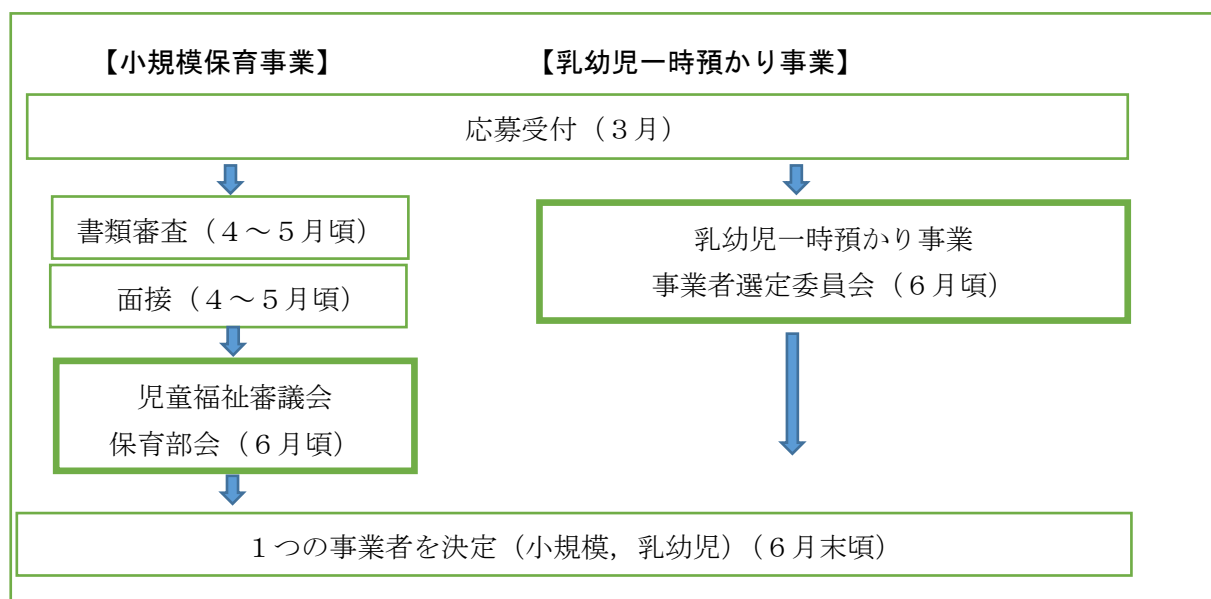 【小規模保育事業】
【乳幼児一時預かり事業】
応募受付(3月)
書類審査(4~5月頃)
面接(4~5月頃)
児童福祉審議会
保育部会(6月頃)
乳幼児一時預かり事業
事業者選定委員会(6月頃)
1つの事業者を決定(小規模,乳幼児)(6月末頃)